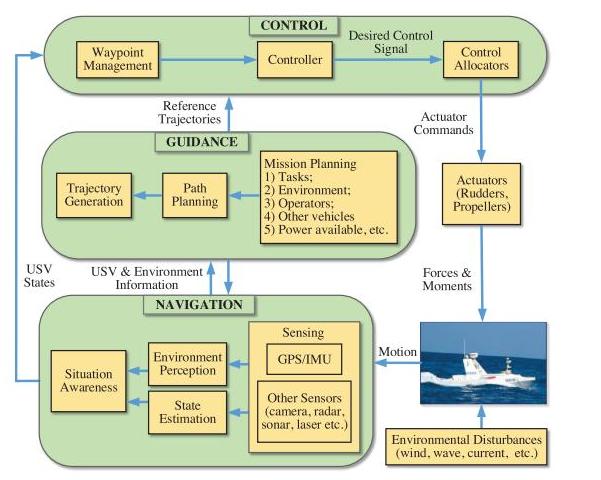 CONTROL
Waypoint
Management
Controller
Desired Control
Signal
Control
Allocators
Reference
Trajectories
Actuator
Commands
GUIDANCE
Trajectory
Generation
Path
Planning
Mission Planning
1) Tasks;
2) Environment;
3) Operators;
4) Other vehicles
5) Power available, etc.
Actuators
(Rudders,
Propellers)
USV
States
USV & Environment
Information
Forces &
Moments
NAVIGATION
Situation
Awareness
Environment
Perception
State
Estimation
Sensing
GPS/IMU
Other Sensors
(camera, radar,
sonar, laser etc.)
Motion
Environmental Disturbances
(wind, wave, current, etc.)